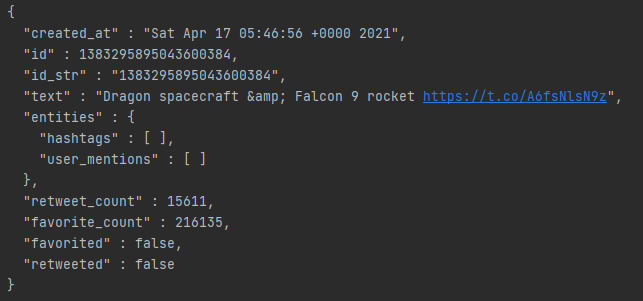 {
  "created_at" : "Sat Apr 17 05:46:56 +0000 2021",
  "id" : 1383295895043600384,
  "id_str" : "1383295895043600384",
  "text" : "Dragon spacecraft &amp; Falcon 9 rocket https://t.co/A6fsNlsN9z",
  "entities" : {
    "hashtags" : [ ],
    "user_mentions" : [ ]
  },
  "retweet_count" : 15611,
  "favorite_count" : 216135,
  "favorited" : false,
  "retweeted" : false
}